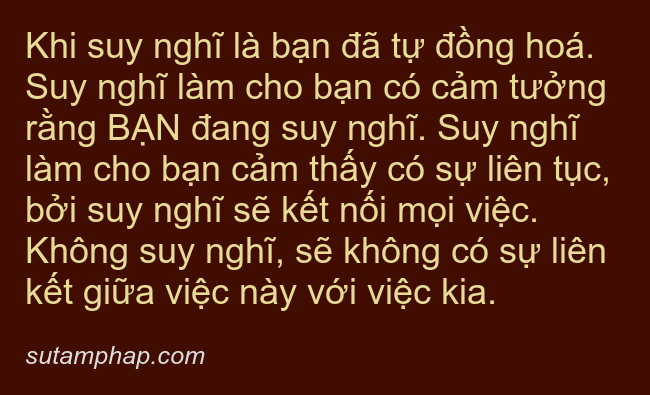 Khi suy nghĩ là bạn đã tự đồng hoá.
Suy nghĩ làm cho bạn có cảm tưởng
rằng BẠN đang suy nghĩ. Suy nghĩ
làm cho bạn cảm thấy có sự liên tục,
bởi suy nghĩ sẽ kết nối mọi việc.
Không suy nghĩ, sẽ không có sự liên
kết giữa việc này với việc kia.
sutamphap.com